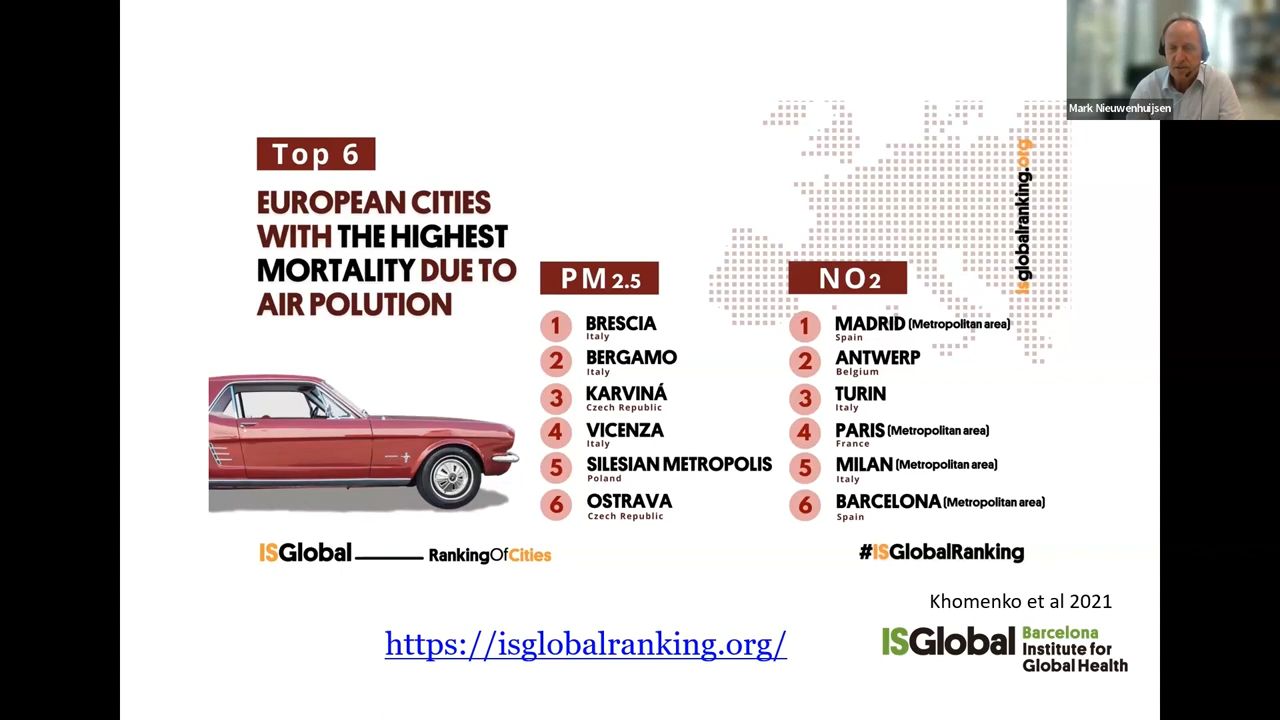 Mark Nieuwenhuijsen
Top 6
EUROPEAN CITIES
WITH THE HIGHEST
MORTALITY DUE TO
AIR POLUTION
isglobalranking.org
PM 2.5
1 BRESCIA
Italy
2 BERGAMO
Italy
3 KARVINÁ
Czech Republic
4 VICENZA
Italy
5 SILESIAN METROPOLIS
Poland
6 OSTRAVA
Czech Republic
NO2
1 MADRID (Metropolitan area)
Spain
2 ANTWERP
Belgium
3 TURIN
Italy
4 PARIS (Metropolitan area)
France
5 MILAN (Metropolitan area)
Italy
6 BARCELONA (Metropolitan area)
Spain
ISGlobal RankingOfCities
#ISGlobalRanking
Khomenko et al 2021
https://isglobalranking.org/
ISGlobal
Barcelona
Institute for
Global Health